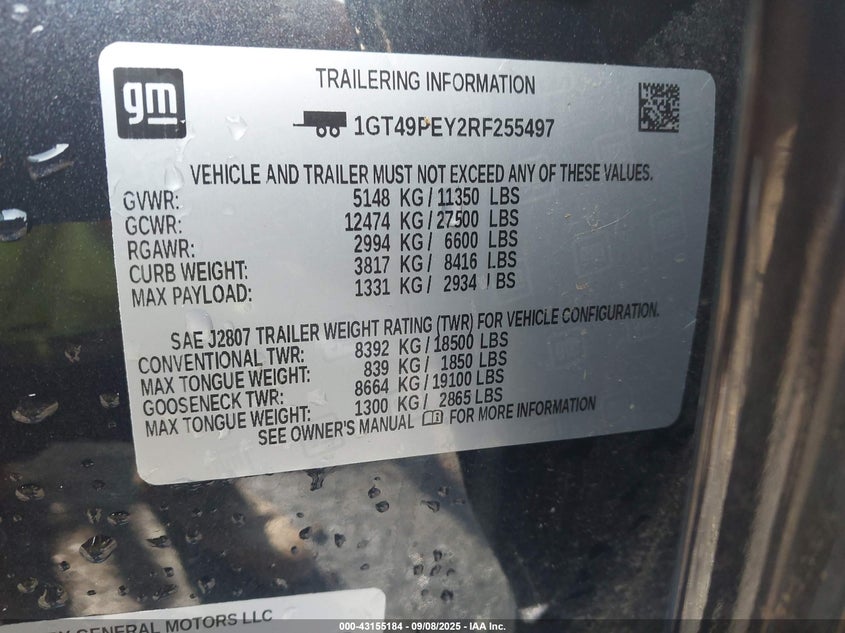 gm
TRAILERING INFORMATION
1GT49PEY2RF255497
VEHICLE AND TRAILER MUST NOT EXCEED ANY OF THESE VALUES.
GVWR: 5148 KG / 11350 LBS
GCWR: 12474 KG / 27500 LBS
RGAWR: 2994 KG / 6600 LBS
CURB WEIGHT: 3817 KG / 8416 LBS
MAX PAYLOAD: 1331 KG / 2934 LBS
SAE J2807 TRAILER WEIGHT RATING (TWR) FOR VEHICLE CONFIGURATION.
CONVENTIONAL TWR: 8392 KG / 18500 LBS
MAX TONGUE WEIGHT: 839 KG / 1850 LBS
GOOSENECK TWR: 8664 KG / 19100 LBS
MAX TONGUE WEIGHT: 1300 KG / 2865 LBS
SEE OWNER'S MANUAL FOR MORE INFORMATION
GENERAL MOTORS LLC
000-43155184 - 09/08/2025 - IAA Inc.